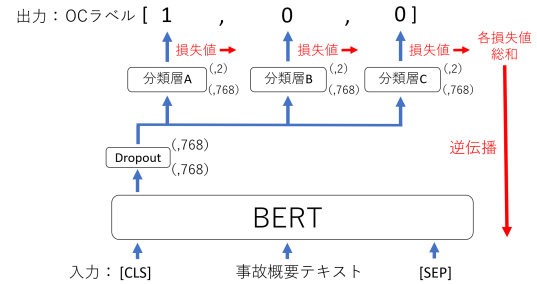 出力：OCラベル [ 1 , 0 , 0 ]
損失値 損失値 損失値 各損失値
総和
分類層A (,2) 分類層B (,2) 分類層C (,2)
(,768) (,768) (,768)
逆伝播
(,768)
Dropout
(,768)
BERT
入力： [CLS] 事故概要テキスト [SEP]